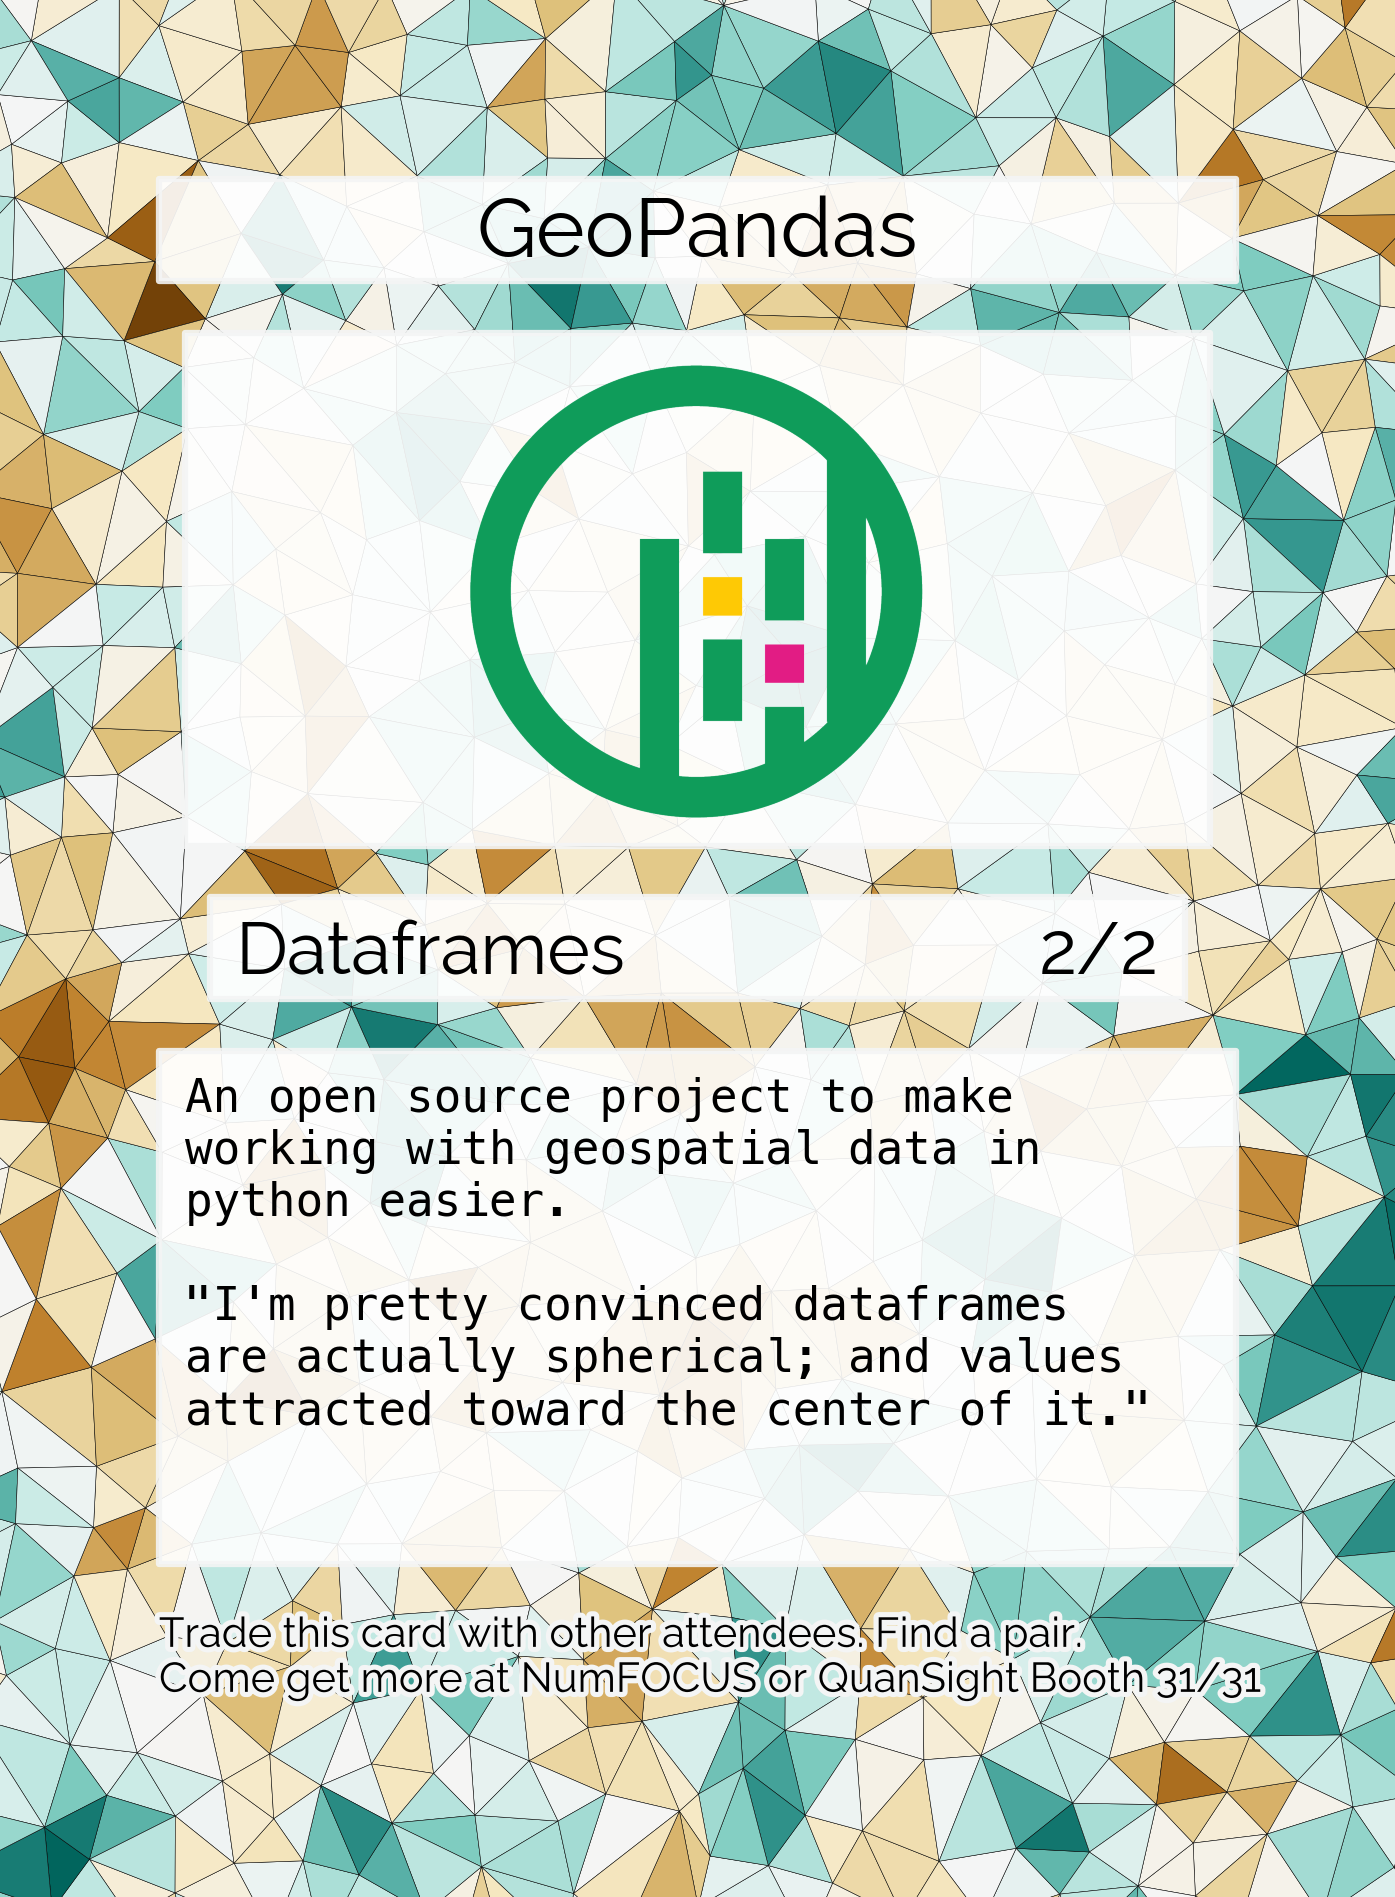 GeoPandas
Dataframes 2/2
An open source project to make
working with geospatial data in
python easier.
"I'm pretty convinced dataframes
are actually spherical; and values
attracted toward the center of it."
Trade this card with other attendees. Find a pair.
Come get more at NumFOCUS or QuanSight Booth 31/31